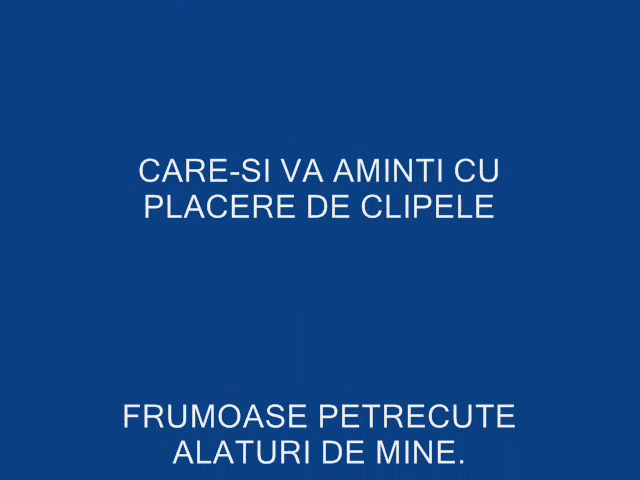 CARE-SI VA AMINTI CU
PLACERE DE CLIPELE
FRUMOASE PETRECUTE
ALATURI DE MINE.